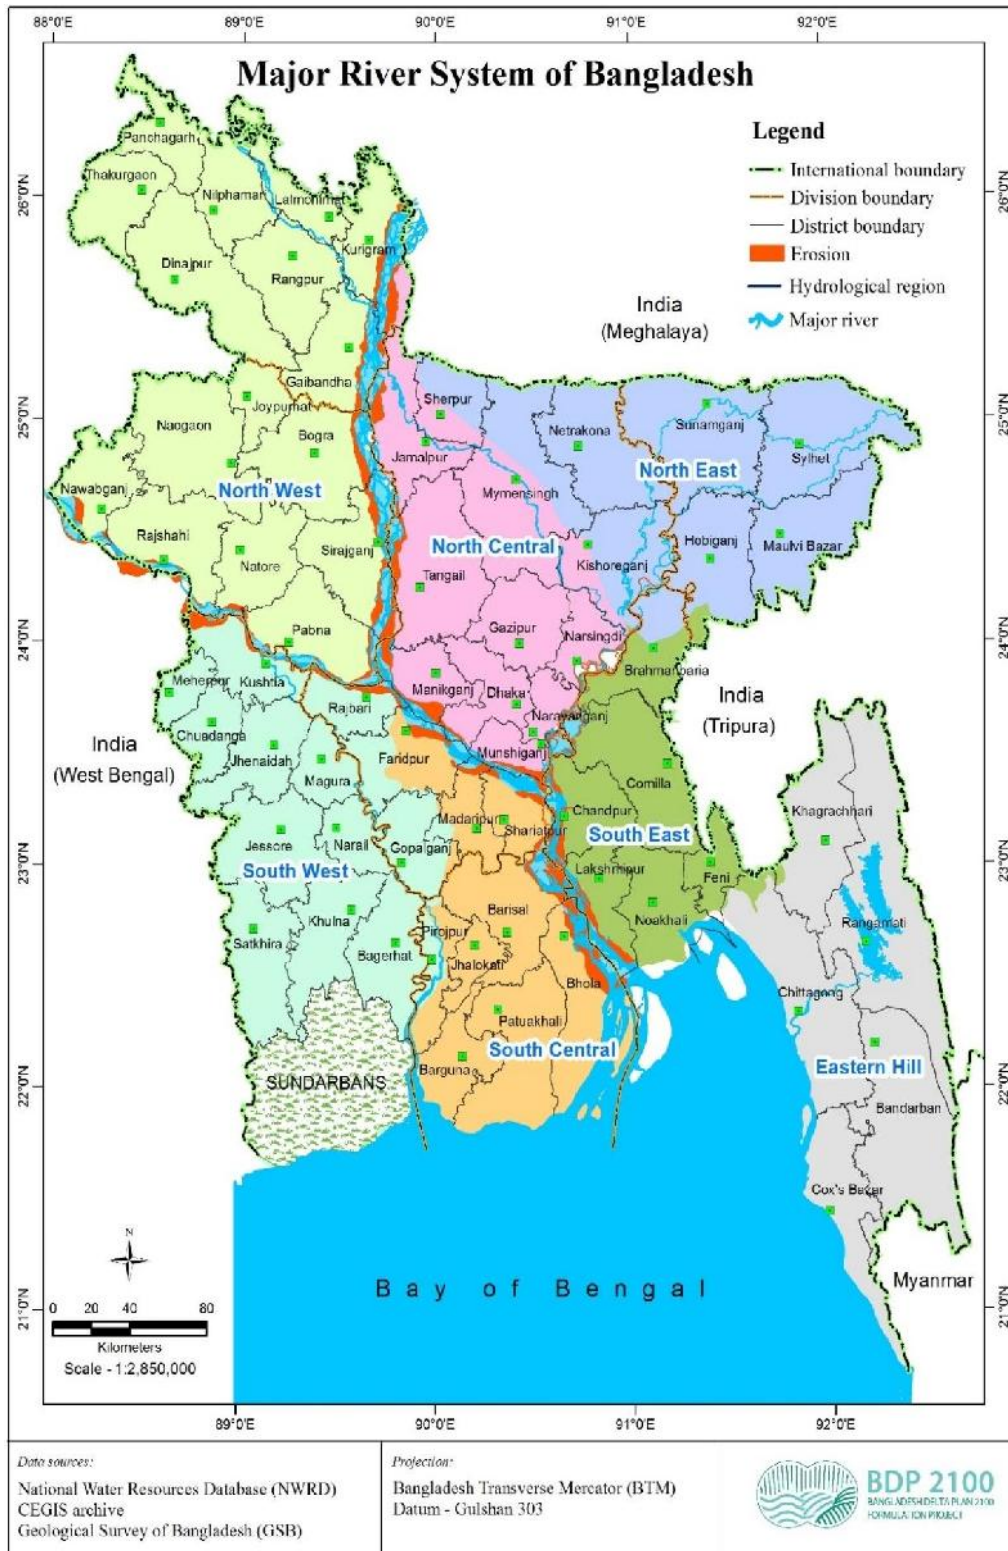 88°0'E
89°0'E
90°0'E
91°0'E
92°0'E
Major River System of Bangladesh
Legend
International boundary
Division boundary
District boundary
Erosion
Hydrological region
Major river
26°0'N
26°0'N
25°0'N
25°0'N
24°0'N
24°0'N
23°0'N
23°0'N
22°0'N
22°0'N
21°0'N
21°0'N
Panchagarh
Thakurgaon
Nilphamari
Lalmonirhat
Kurigram
Dinajpur
Rangpur
India
(Meghalaya)
Gaibandha
Joypurhat
Naogaon
Bogra
Sherpur
Jamalpur
Netrakona
Sunamganj
Sylhet
North East
Nawabganj
North West
Mymensingh
Rajshahi
Natore
Sirajganj
North Central
Kishoreganj
Hobiganj
Maulvi Bazar
Tangail
Gazipur
Narsingdi
Pabna
Brahmanbaria
Meherpur
Kushtia
Manikganj
Dhaka
Rajbari
Narayanganj
India
(Tripura)
India
(West Bengal)
Chuadanga
Jhenaidah
Faridpur
Munshiganj
Magura
Comilla
Khagrachhari
Madaripur
Shariatpur
Chandpur
South East
Jessore
Narail
Gopalganj
South West
Lakshmipur
Feni
Khulna
Barisal
Noakhali
Rangamati
Satkhira
Bagerhat
Pirojpur
Jhalokati
Bhola
Chittagong
Patuakhali
South Central
Barguna
Eastern Hill
SUNDARBANS
Bandarban
Cox's Bazar
N
Bay of Bengal
Myanmar
0 20 40 80
Kilometers
Scale - 1:2,850,000
89°0'E
90°0'E
91°0'E
92°0'E
Data sources:
National Water Resources Database (NWRD)
CEGIS archive
Geological Survey of Bangladesh (GSB)
Projection:
Bangladesh Transverse Mercator (BTM)
Datum - Gulshan 303
BDP 2100
BANGLADESH DELTA PLAN 2100
FORMULATION PROJECT